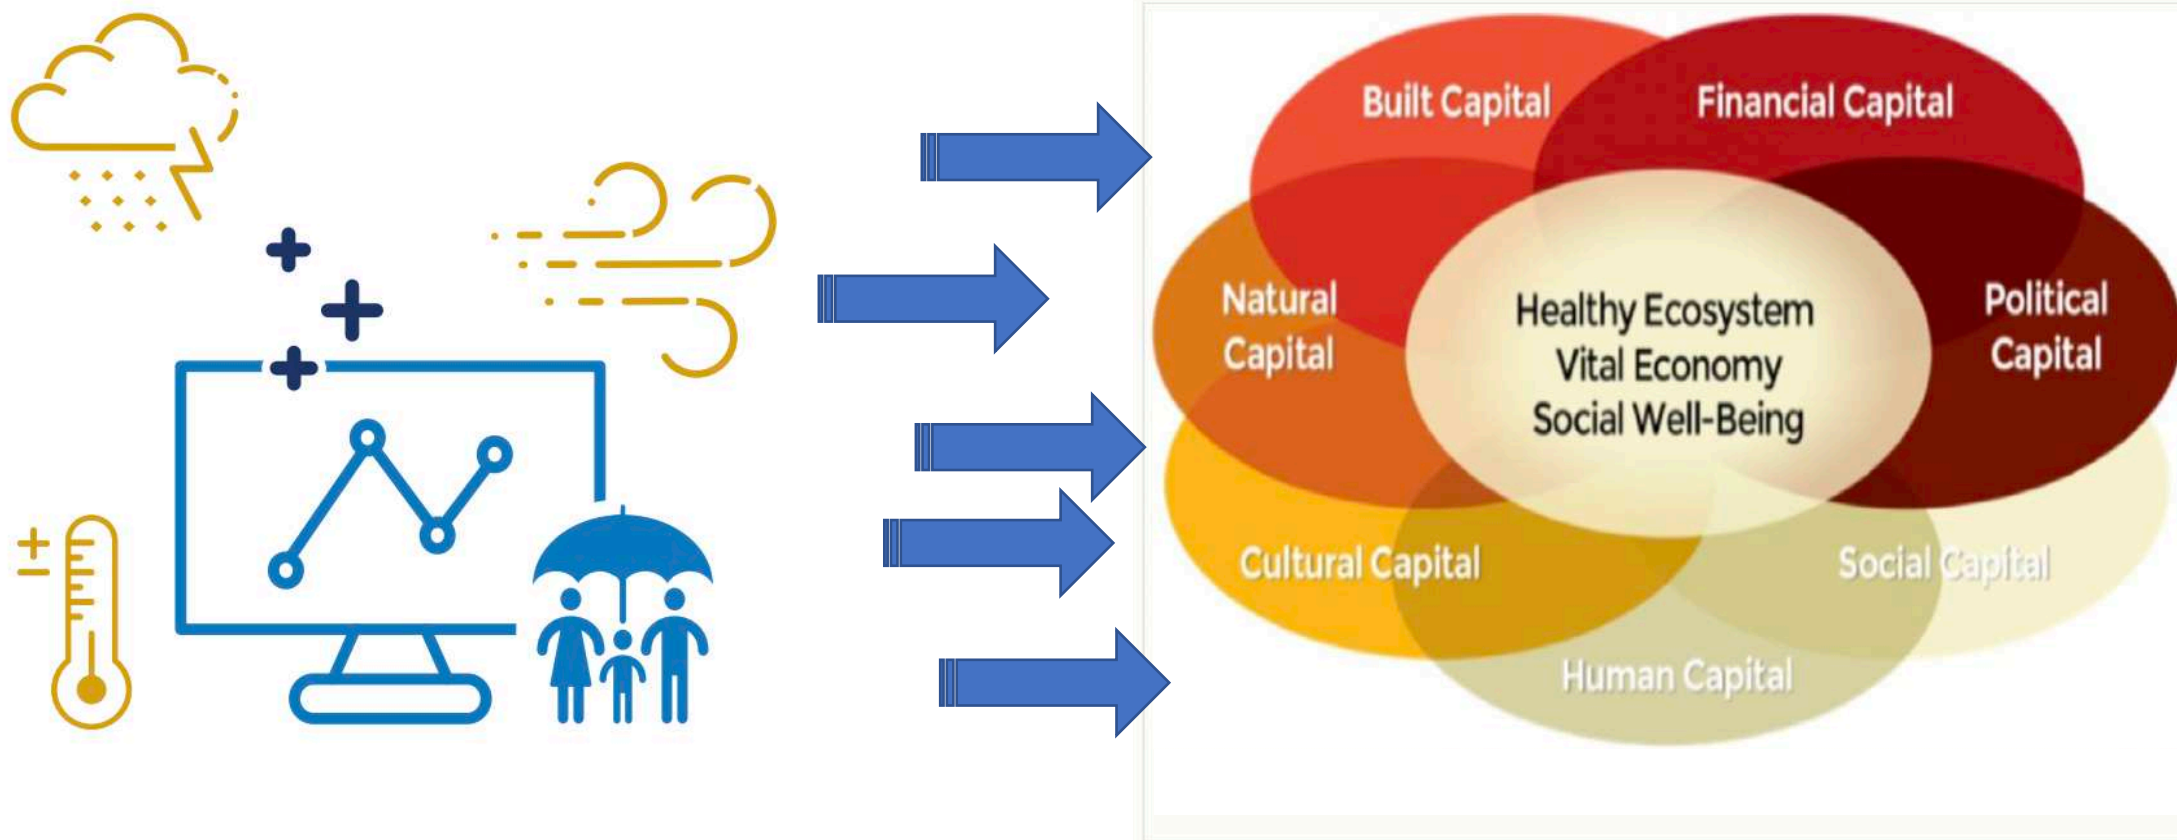 Built Capital
Financial Capital
Natural
Capital
Healthy Ecosystem
Vital Economy
Social Well-Being
Political
Capital
Cultural Capital
Social Capital
Human Capital